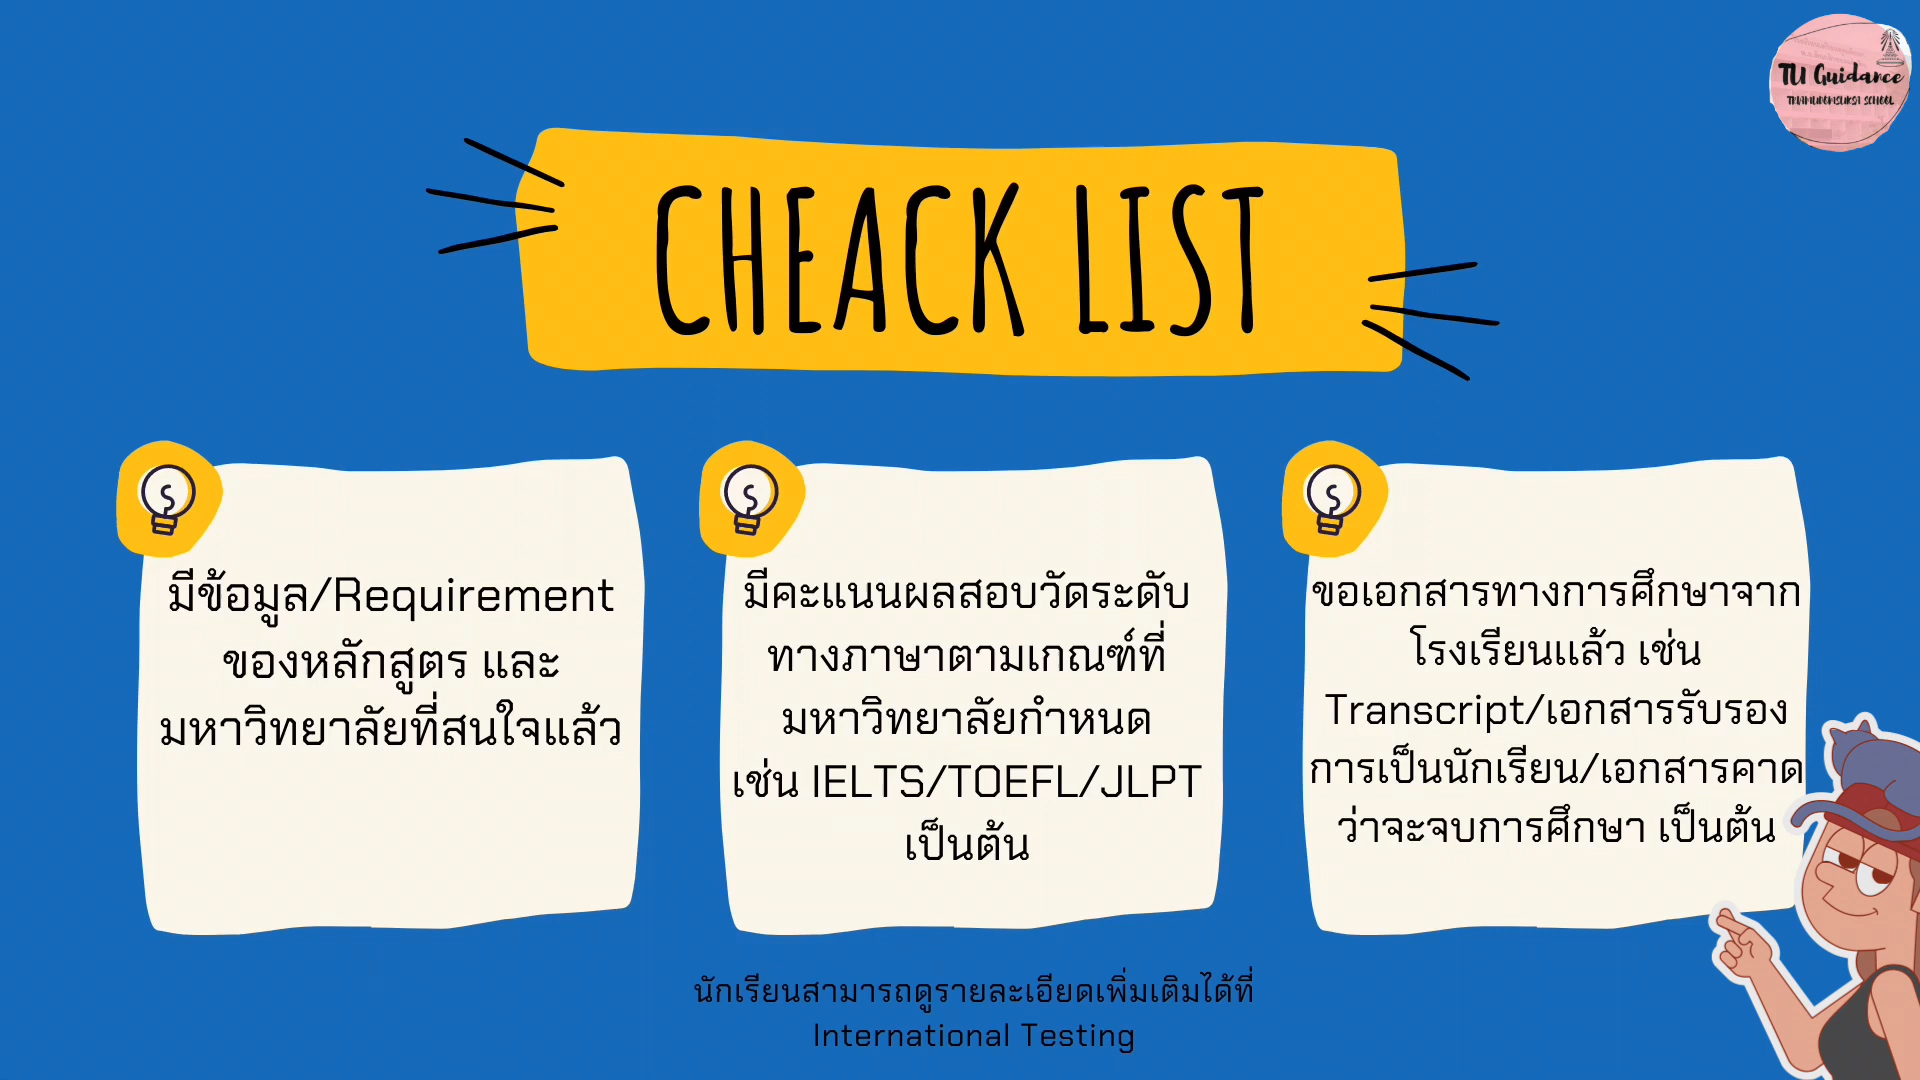 TU Guidance
TRIAMUDOMSUKSA SCHOOL
CHEACK LIST
มีข้อมูล/Requirement
ของหลักสูตร และ
มหาวิทยาลัยที่สนใจแล้ว
มีคะแนนผลสอบวัดระดับ
ทางภาษาตามเกณฑ์ที่
มหาวิทยาลัยกำหนด
เช่น IELTS/TOEFL/JLPT
เป็นต้น
ขอเอกสารทางการศึกษาจาก
โรงเรียนแล้ว เช่น
Transcript/เอกสารรับรอง
การเป็นนักเรียน/เอกสารคาด
ว่าจะจบการศึกษา เป็นต้น
นักเรียนสามารถดูรายละเอียดเพิ่มเติมได้ที่
International Testing